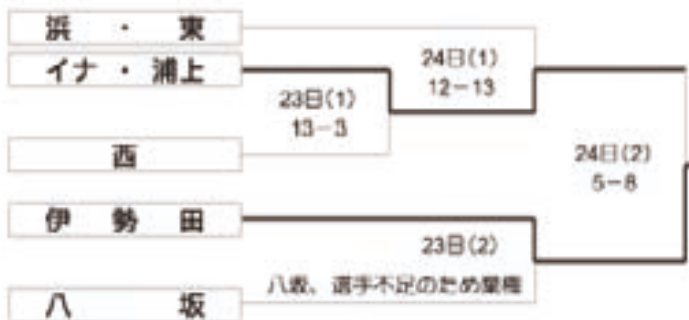 浜・東
イナ・浦上
西
伊勢田
八坂
24日(1)
12-13
23日(1)
13-3
24日(2)
5-8
23日(2)
八坂、選手不足のため棄権